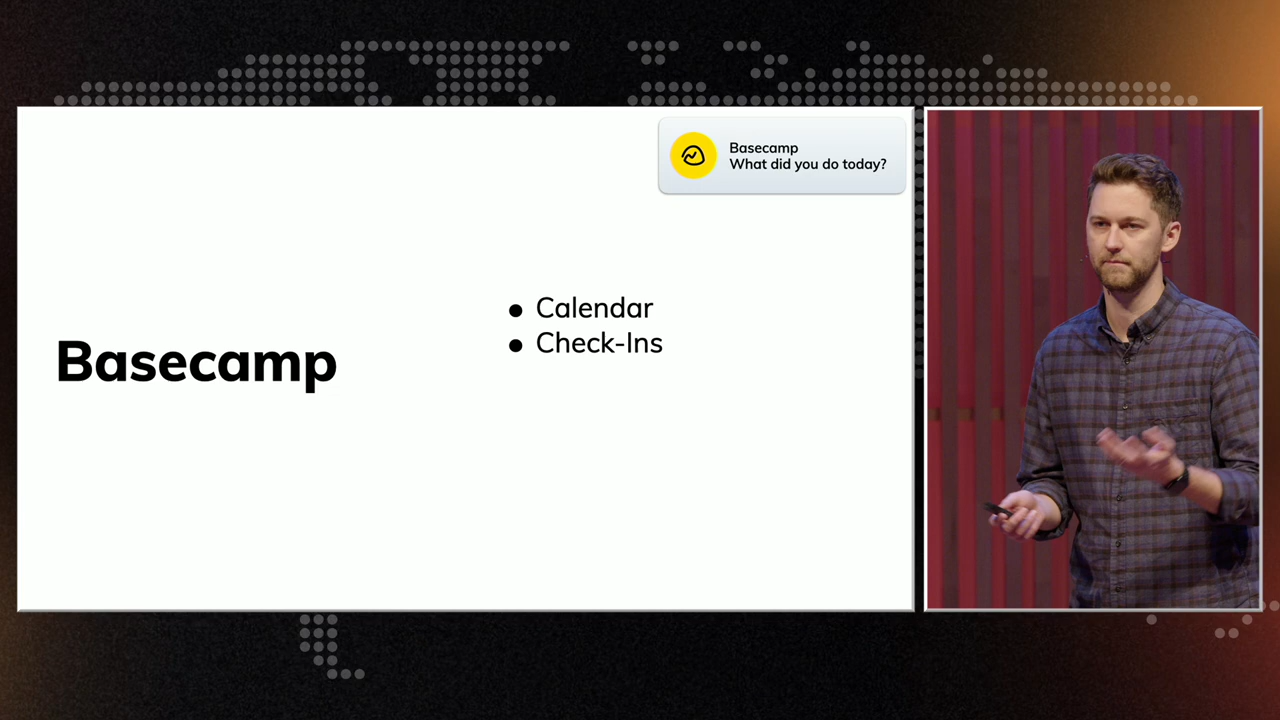 Basecamp
What did you do today?
Basecamp
● Calendar
● Check-Ins